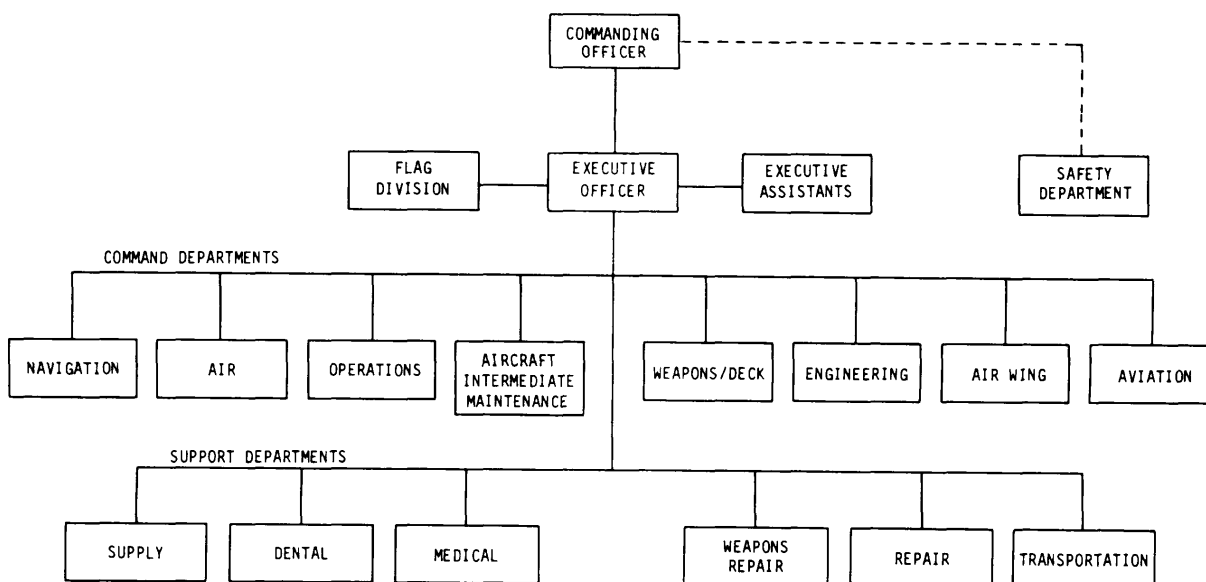 COMMANDING
OFFICER
FLAG
DIVISION
EXECUTIVE
OFFICER
EXECUTIVE
ASSISTANTS
SAFETY
DEPARTMENT
COMMAND DEPARTMENTS
NAVIGATION
AIR
OPERATIONS
AIRCRAFT
INTERMEDIATE
MAINTENANCE
WEAPONS/DECK
ENGINEERING
AIR WING
AVIATION
SUPPORT DEPARTMENTS
SUPPLY
DENTAL
MEDICAL
WEAPONS
REPAIR
REPAIR
TRANSPORTATION